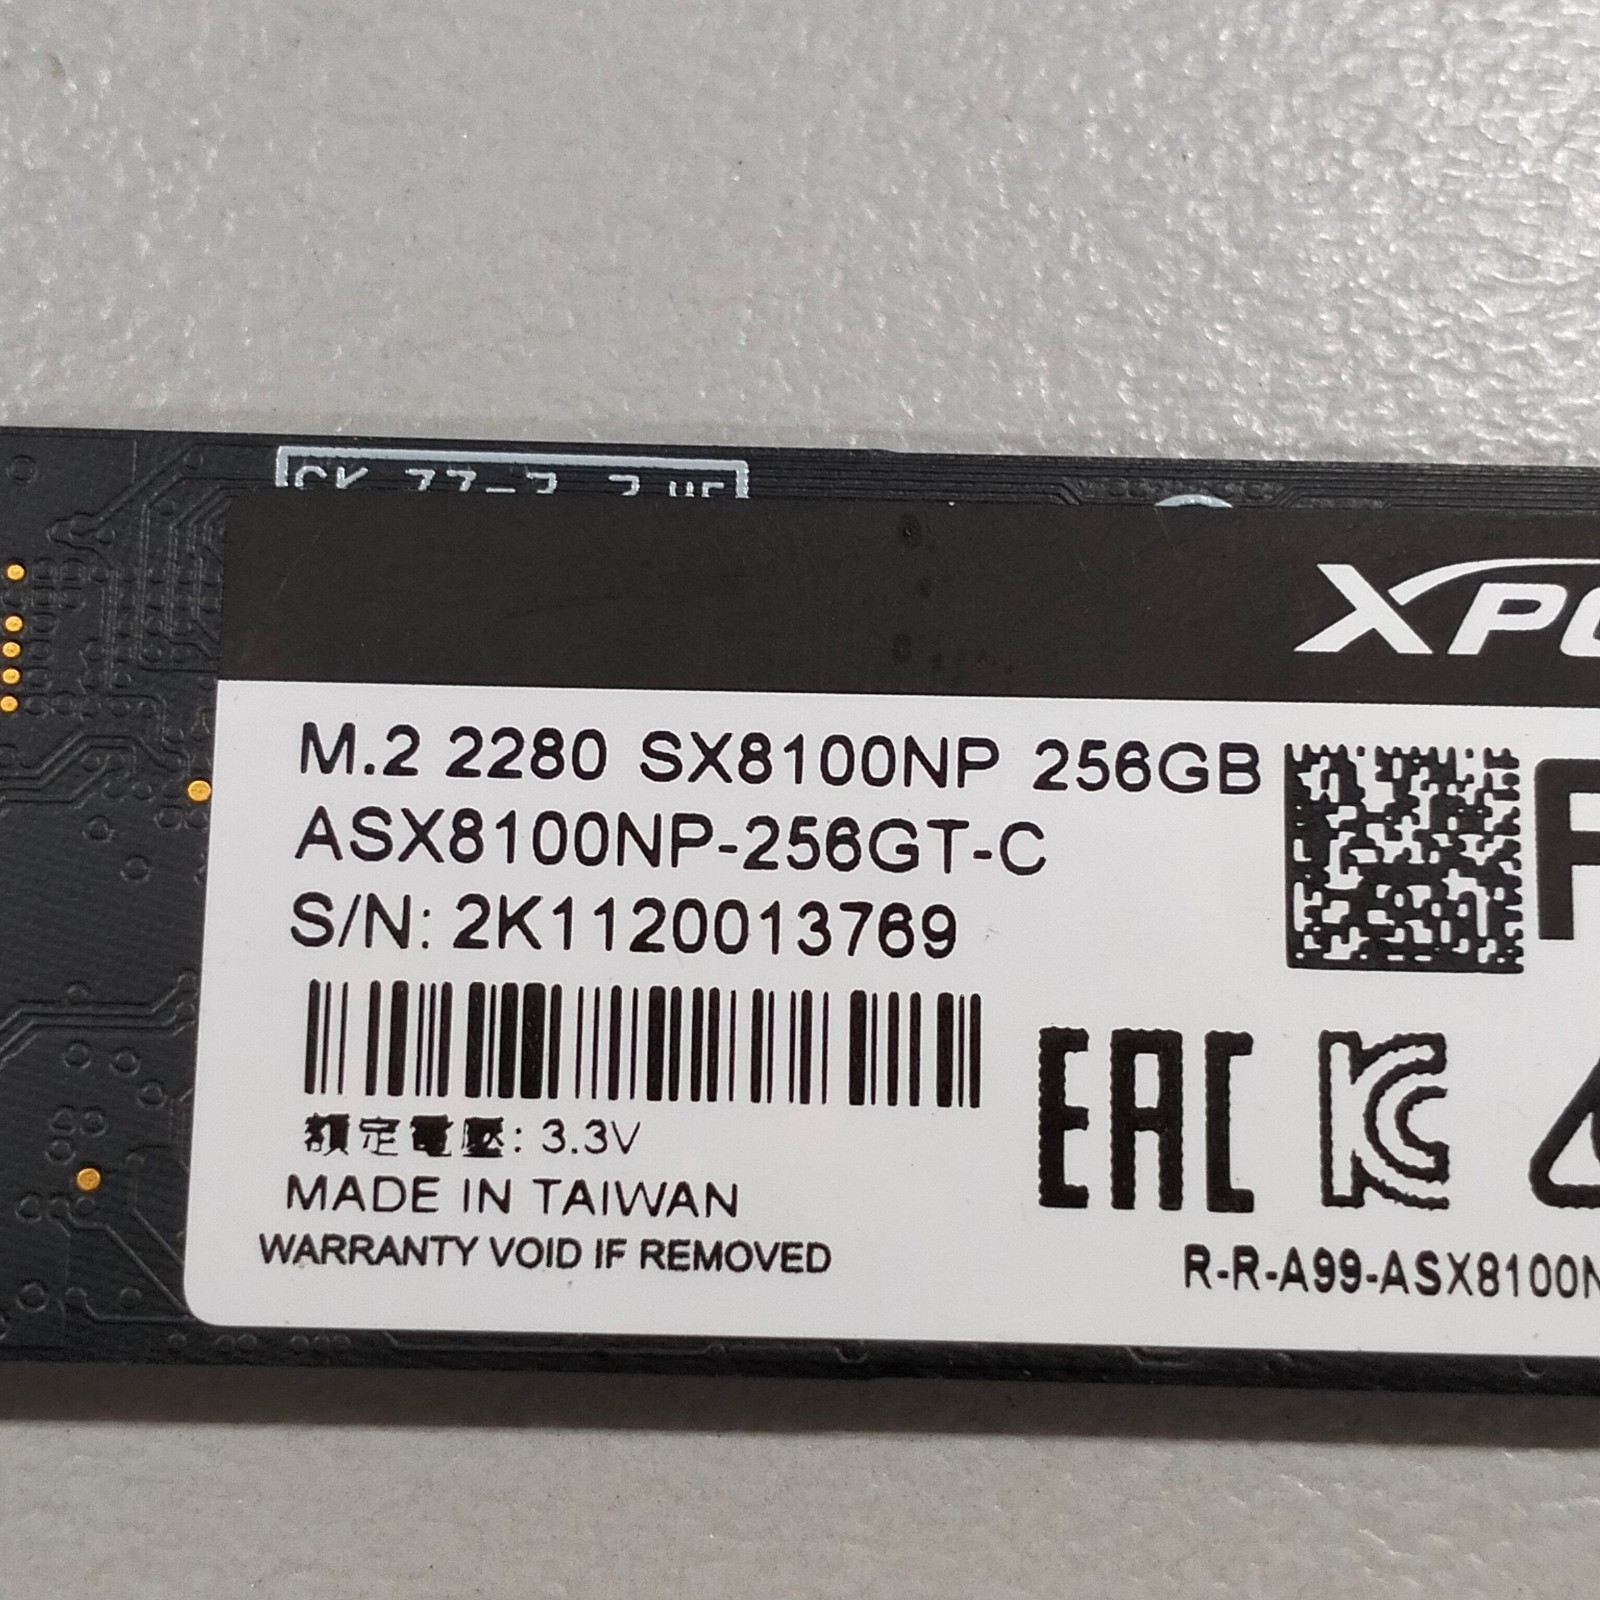 XPG
M.2 2280 SX8100NP 256GB
ASX8100NP-256GT-C
S/N: 2K1120013769
額定電壓: 3.3V
MADE IN TAIWAN
WARRANTY VOID IF REMOVED
EAC
KC
R-R-A99-ASX8100N